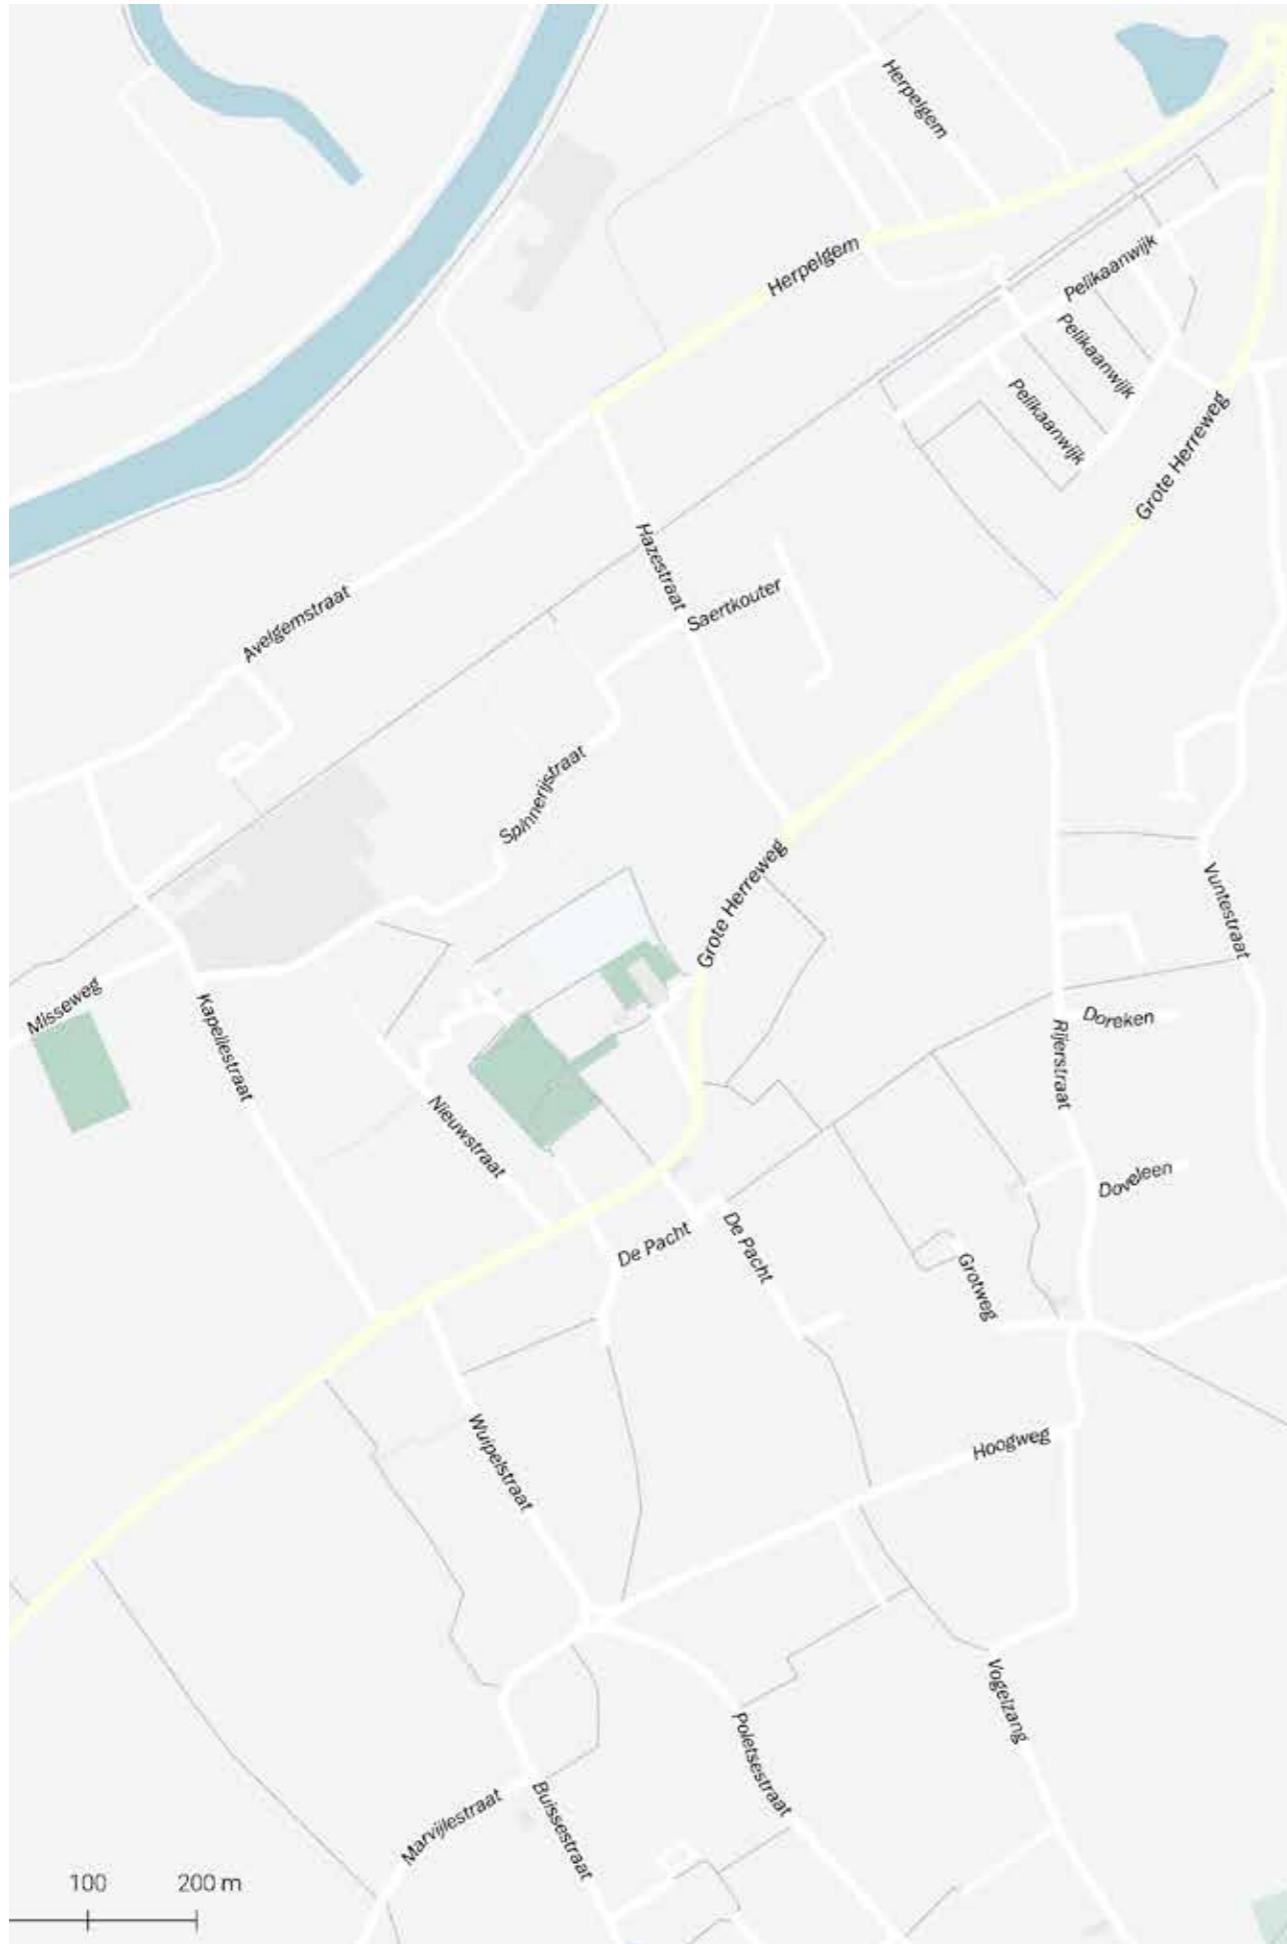 Herpelgem
Herpelgem
Pelikaanwijk
Pelikaanwijk
Pelikaanwijk
Grote Herreweg
Hazestraat
Saertkouter
Avelgemstraat
Spinnerijstraat
Grote Herreweg
Vuntestraat
Misseweg
Kapellestraat
Doreken
Rijerstraat
Nieuwstraat
Doveleen
De Pacht
De Pacht
Grotweg
Wuipelstraat
Hoogweg
Vogelzang
Poletsestraat
Marvijlestraat
Buissestraat
100 200 m